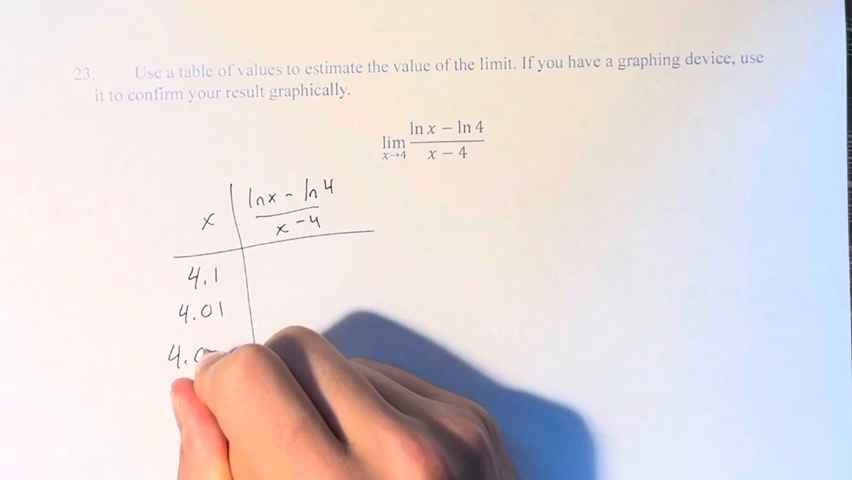 23. Use a table of values to estimate the value of the limit. If you have a graphing device, use
it to confirm your result graphically.
lim x→4 (ln x − ln 4)/(x − 4)
x | (lnx - ln 4)/(x - 4)
4.1
4.01